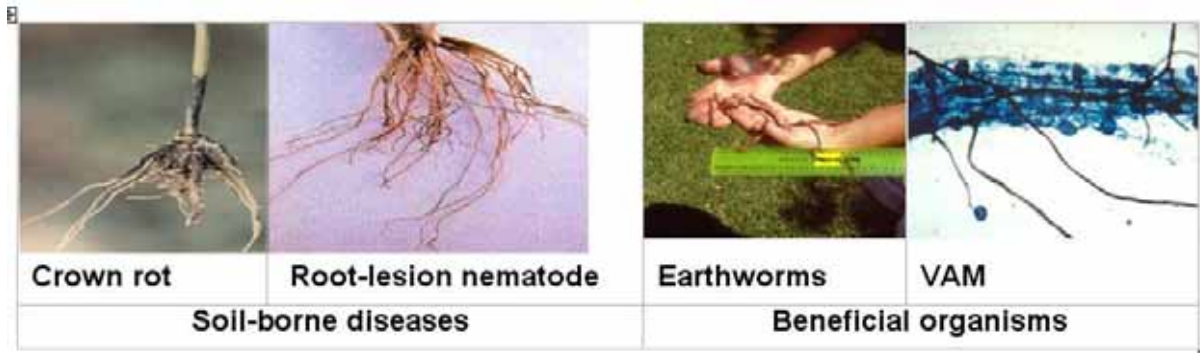 Crown rot
Root-lesion nematode
Earthworms
VAM
Soil-borne diseases
Beneficial organisms